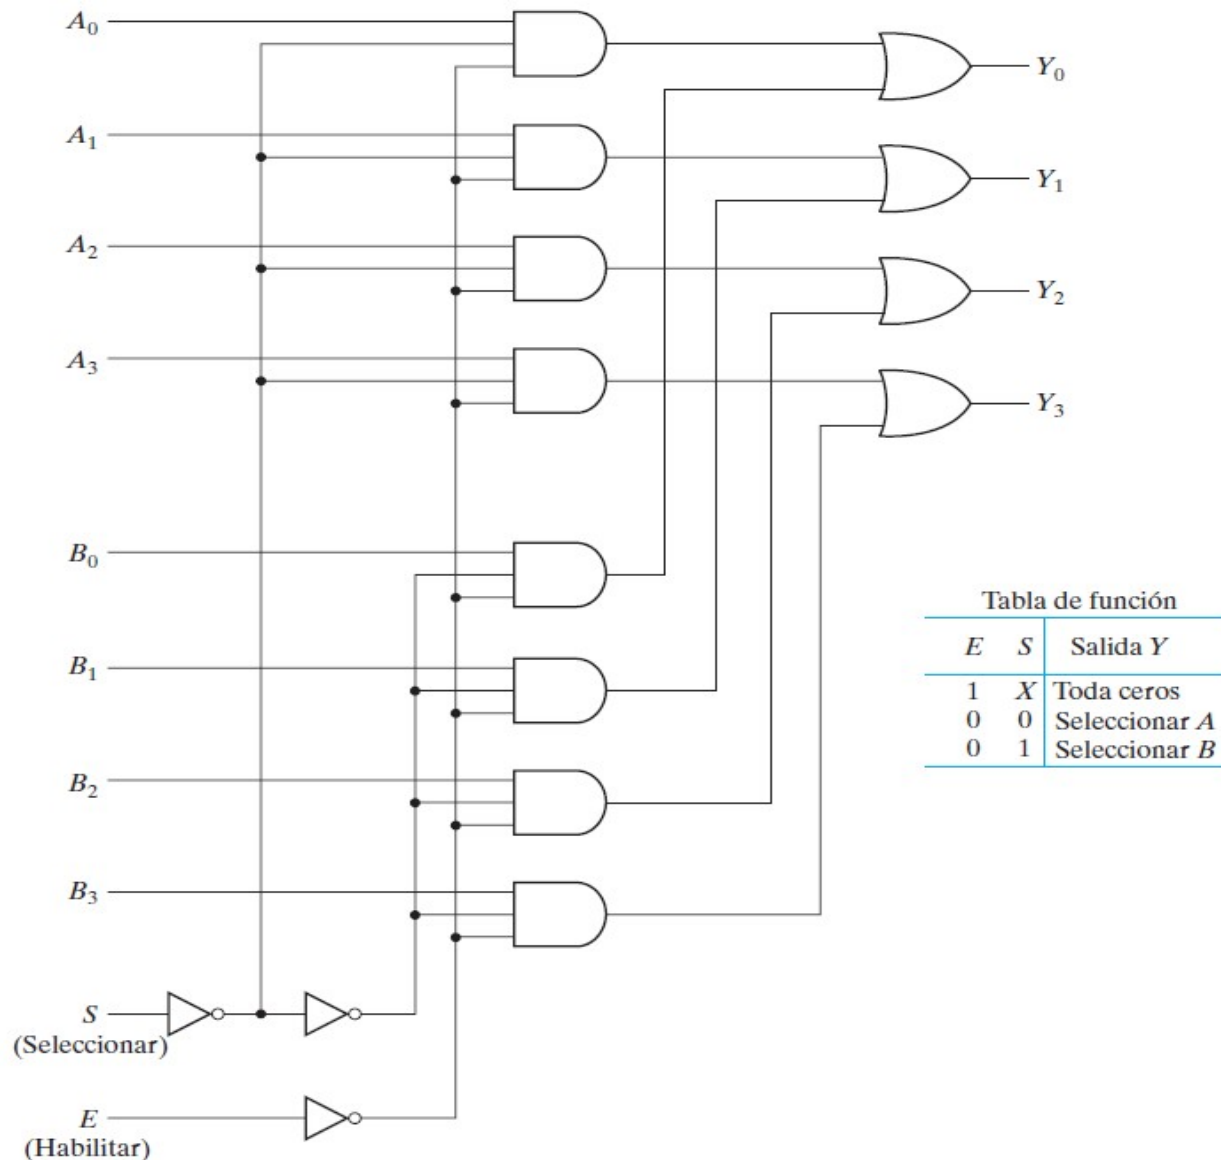 A₀
Y₀
A₁
Y₁
A₂
Y₂
A₃
Y₃
B₀
B₁
B₂
B₃
S
(Seleccionar)
E
(Habilitar)
Tabla de función
E S Salida Y
1 X Toda ceros
0 0 Seleccionar A
0 1 Seleccionar B